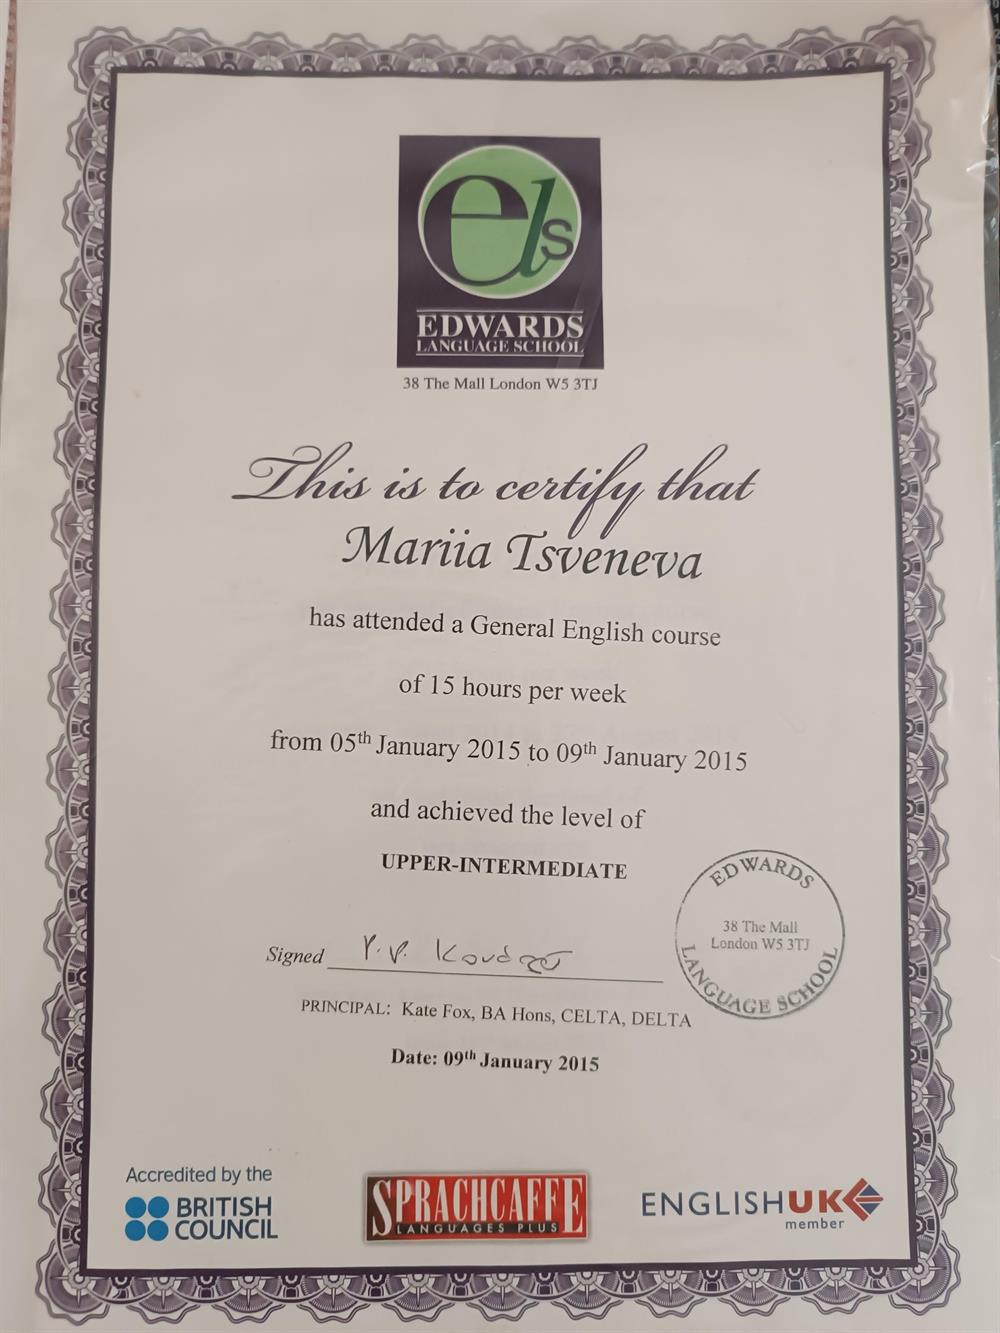 els
EDWARDS
LANGUAGE SCHOOL
38 The Mall London W5 3TJ
This is to certify that
Mariia Tsveneva
has attended a General English course
of 15 hours per week
from 05th January 2015 to 09th January 2015
and achieved the level of
UPPER-INTERMEDIATE
EDWARDS
38 The Mall
London W5 3TJ
LANGUAGE SCHOOL
Signed P.P.
PRINCIPAL: Kate Fox, BA Hons, CELTA, DELTA
Date: 09th January 2015
Accredited by the
BRITISH
COUNCIL
SPRACHCAFFE
LANGUAGES PLUS
ENGLISHUK
member